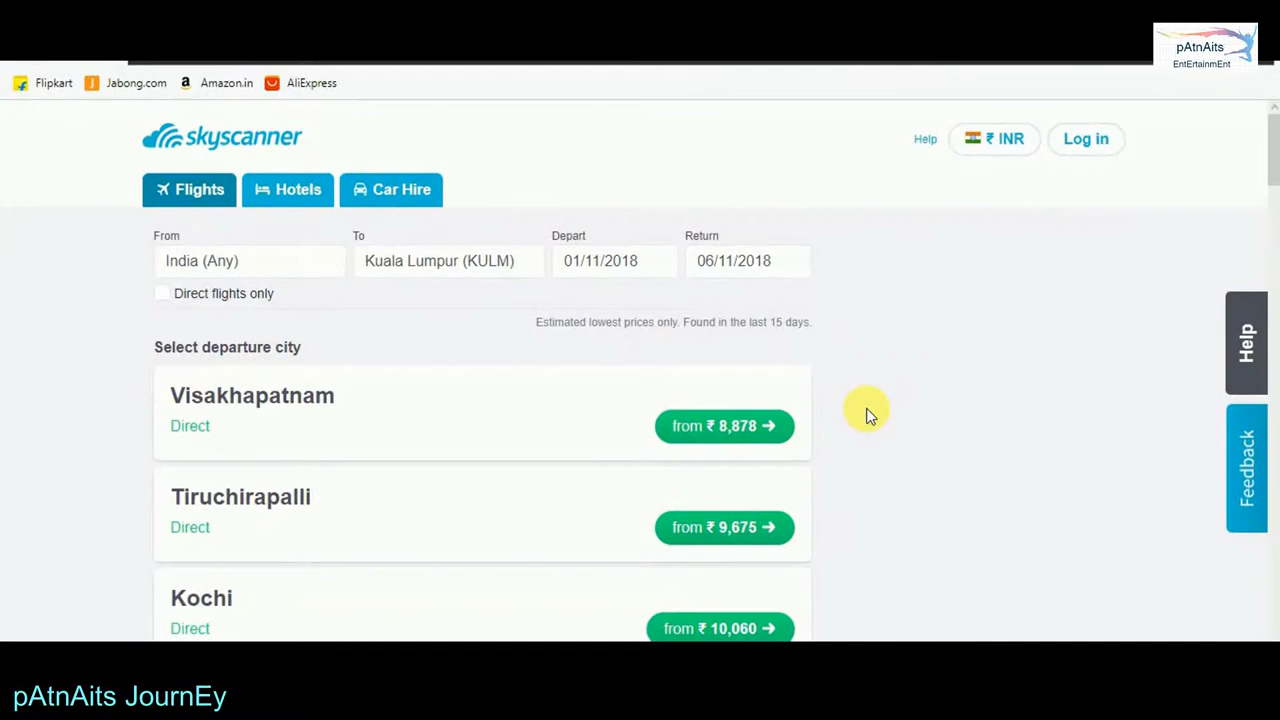 pAtnAits
EntErtainmEnt
Flipkart Jabong.com Amazon.in AliExpress
skyscanner
Help ₹ INR Log in
Flights Hotels Car Hire
From To Depart Return
India (Any) Kuala Lumpur (KULM) 01/11/2018 06/11/2018
Direct flights only
Estimated lowest prices only. Found in the last 15 days.
Select departure city
Visakhapatnam
Direct from ₹ 8,878
Tiruchirapalli
Direct from ₹ 9,675
Kochi
Direct from ₹ 10,060
Help
Feedback
pAtnAits JournEy